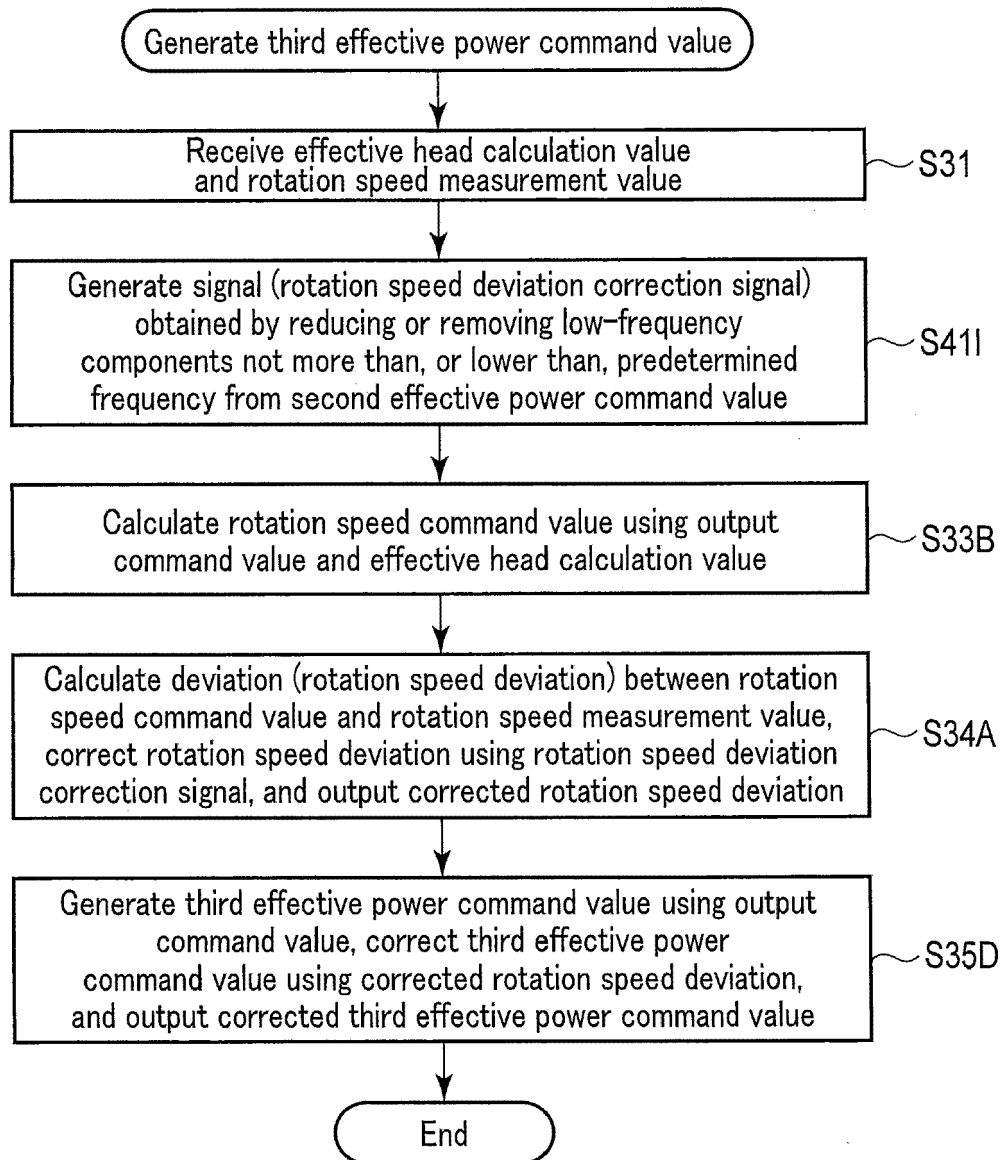 Generate third effective power command value
Receive effective head calculation value
and rotation speed measurement value
S31
Generate signal (rotation speed deviation correction signal)
obtained by reducing or removing low-frequency
components not more than, or lower than, predetermined
frequency from second effective power command value
S41I
Calculate rotation speed command value using output
command value and effective head calculation value
S33B
Calculate deviation (rotation speed deviation) between rotation
speed command value and rotation speed measurement value,
correct rotation speed deviation using rotation speed deviation
correction signal, and output corrected rotation speed deviation
S34A
Generate third effective power command value using output
command value, correct third effective power
command value using corrected rotation speed deviation,
and output corrected third effective power command value
S35D
End